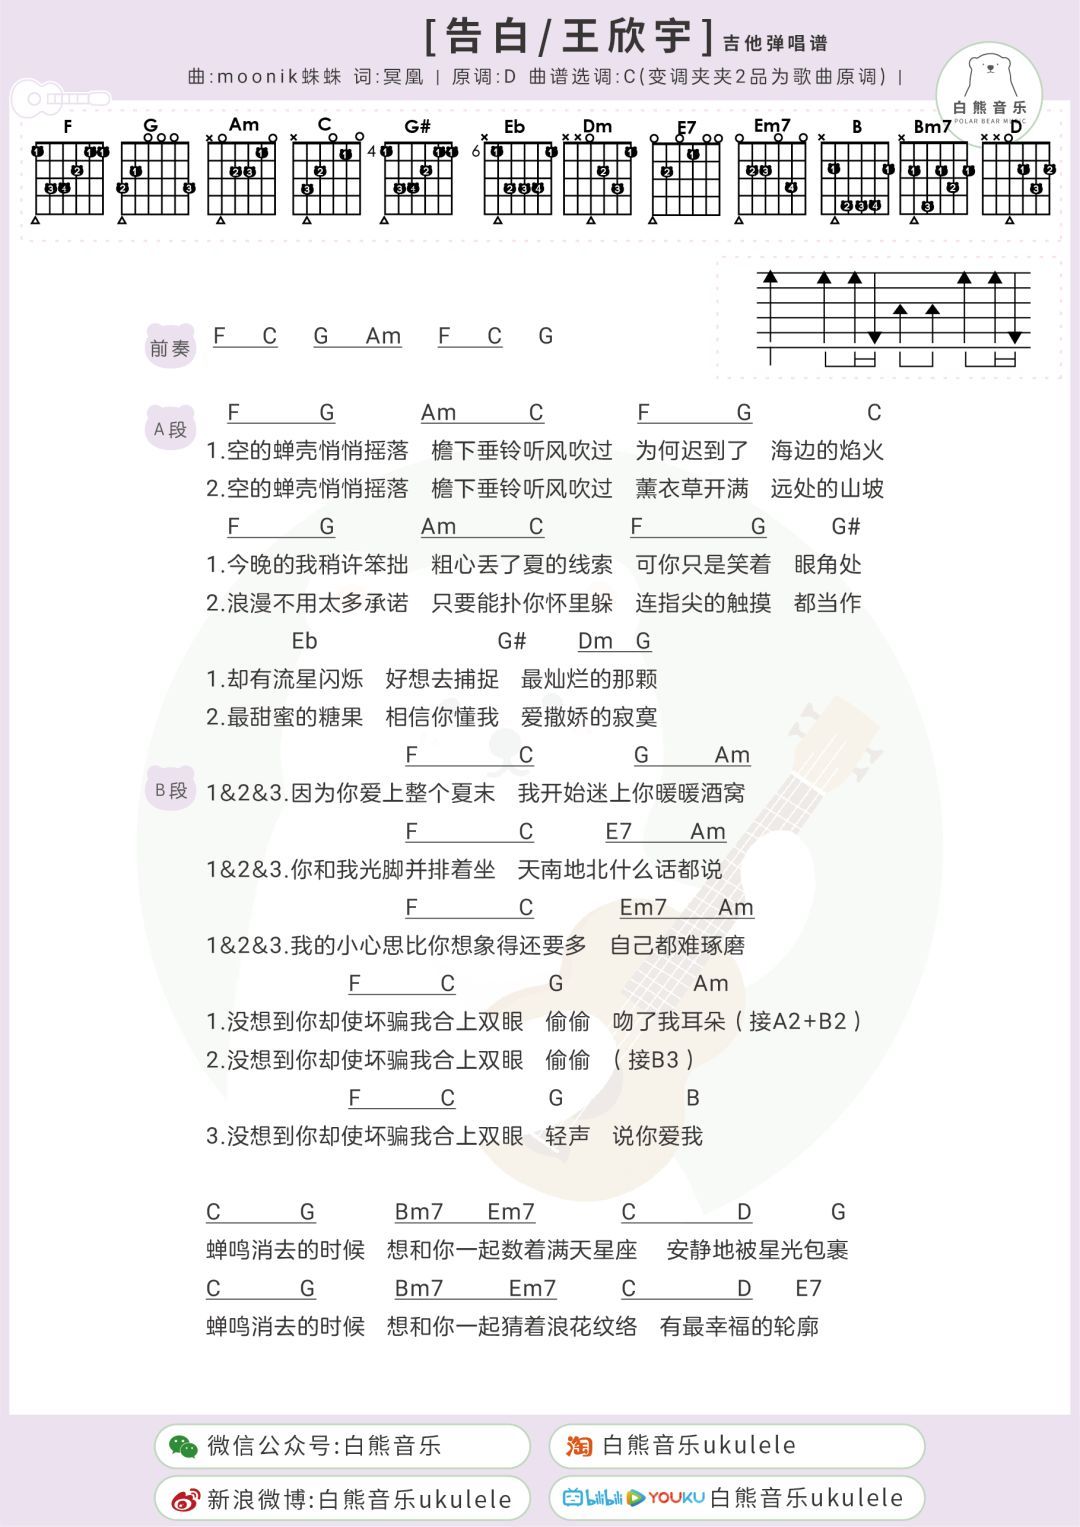 [告白/王欣宇]吉他弹唱谱
曲:moonik蛛蛛 词:冥凰 | 原调:D 曲谱选调:C(变调夹夹2品为歌曲原调) |
白熊音乐
POLAR BEAR MUSIC
F G Am C G# Eb Dm E7 Em7 B Bm7 D
4 6
前奏 F C G Am F C G
A段
F G Am C F G C
1.空的蝉壳悄悄摇落 檐下垂铃听风吹过 为何迟到了 海边的焰火
2.空的蝉壳悄悄摇落 檐下垂铃听风吹过 薰衣草开满 远处的山坡
F G Am C F G G#
1.今晚的我稍许笨拙 粗心丢了夏的线索 可你只是笑着 眼角处
2.浪漫不用太多承诺 只要能扑你怀里躲 连指尖的触摸 都当作
Eb G# Dm G
1.却有流星闪烁 好想去捕捉 最灿烂的那颗
2.最甜蜜的糖果 相信你懂我 爱撒娇的寂寞
F C G Am
B段
1&2&3.因为你爱上整个夏末 我开始迷上你暖暖酒窝
F C E7 Am
1&2&3.你和我光脚并排着坐 天南地北什么话都说
F C Em7 Am
1&2&3.我的小心思比你想象得还要多 自己都难琢磨
F C G Am
1.没想到你却使坏骗我合上双眼 偷偷 吻了我耳朵（接A2+B2）
2.没想到你却使坏骗我合上双眼 偷偷 （接B3）
F C G B
3.没想到你却使坏骗我合上双眼 轻声 说你爱我
C G Bm7 Em7 C D G
蝉鸣消去的时候 想和你一起数着满天星座 安静地被星光包裹
C G Bm7 Em7 C D E7
蝉鸣消去的时候 想和你一起猜着浪花纹络 有最幸福的轮廓
微信公众号:白熊音乐
淘 白熊音乐ukulele
新浪微博:白熊音乐ukulele
bilibili YOUKU 白熊音乐ukulele